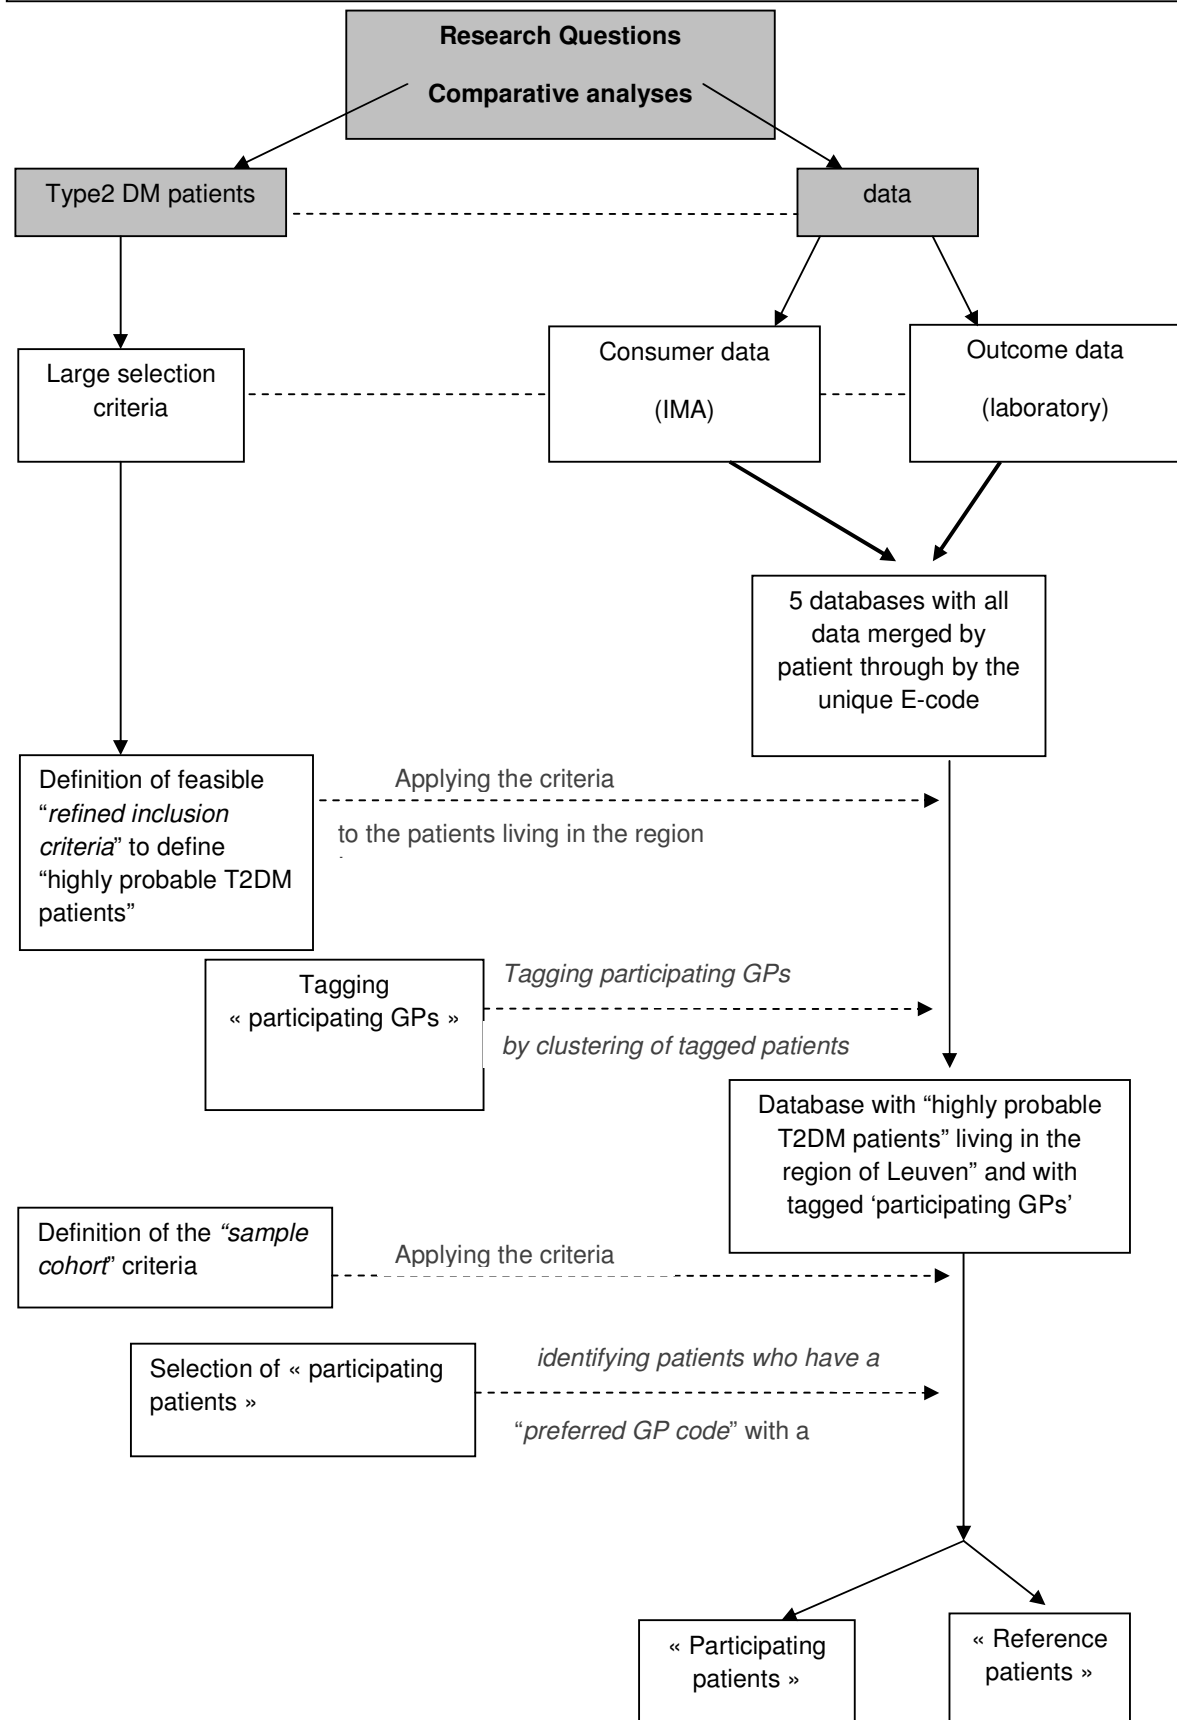 Research Questions
Comparative analyses
Type2 DM patients
data
Large selection
criteria
Consumer data
(IMA)
Outcome data
(laboratory)
5 databases with all
data merged by
patient through by the
unique E-code
Definition of feasible
“refined inclusion
criteria” to define
“highly probable T2DM
patients”
Applying the criteria
to the patients living in the region
Tagging
« participating GPs »
Tagging participating GPs
by clustering of tagged patients
Database with “highly probable
T2DM patients” living in the
region of Leuven” and with
tagged ‘participating GPs’
Definition of the “sample
cohort” criteria
Applying the criteria
Selection of « participating
patients »
identifying patients who have a
“preferred GP code” with a
« Participating
patients »
« Reference
patients »